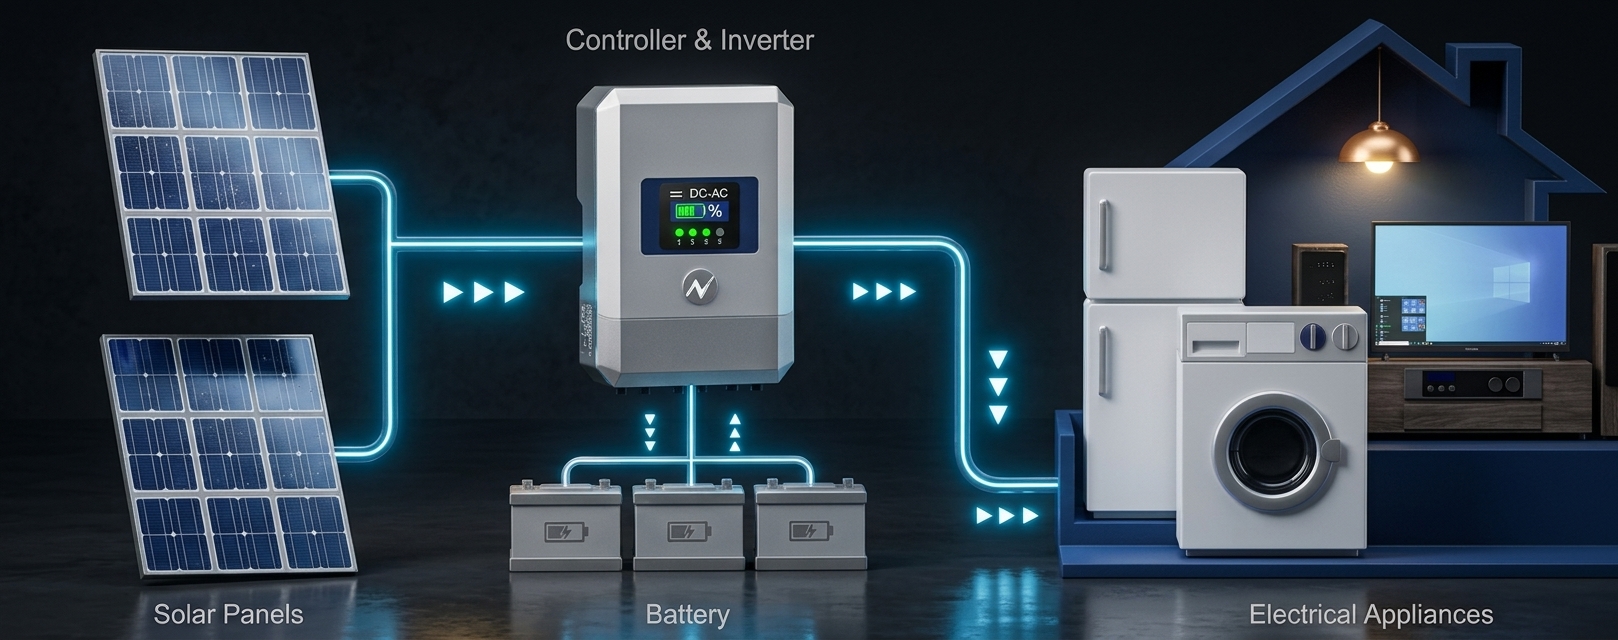 Controller & Inverter
DC-AC
%
Solar Panels
Battery
Electrical Appliances